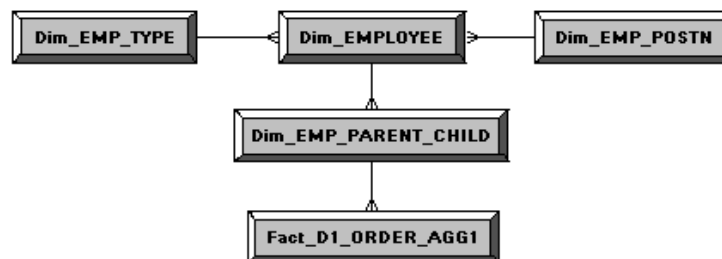 Dim_EMP_TYPE
Dim_EMPLOYEE
Dim_EMP_POSTN
Dim_EMP_PARENT_CHILD
Fact_D1_ORDER_AGG1